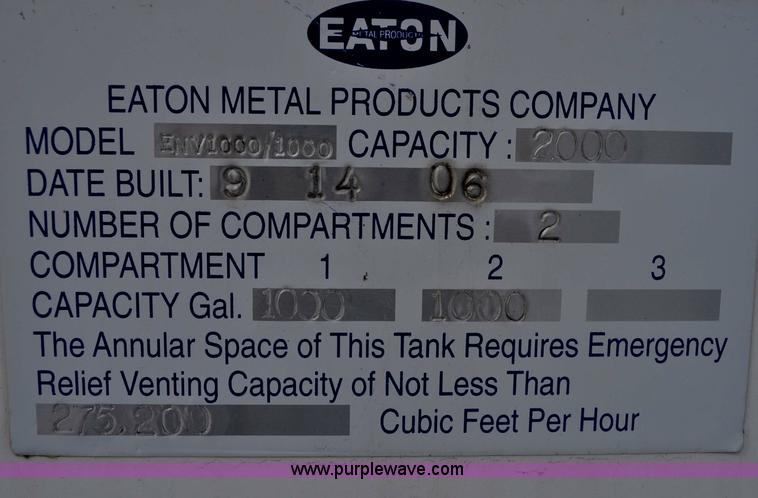 EATON
METAL PRODUCTS
EATON METAL PRODUCTS COMPANY
MODEL ENV1000/1000 CAPACITY : 2000
DATE BUILT: 9 14 06
NUMBER OF COMPARTMENTS : 2
COMPARTMENT 1 2 3
CAPACITY Gal. 1000 1000
The Annular Space of This Tank Requires Emergency
Relief Venting Capacity of Not Less Than
275,200 Cubic Feet Per Hour
www.purplewave.com